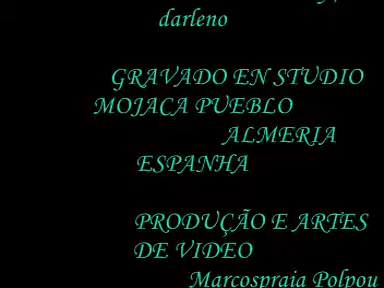 darleno
GRAVADO EN STUDIO
MOJACA PUEBLO
ALMERIA
ESPANHA
PRODUÇÃO E ARTES
DE VIDEO
Marcospraia Polpou